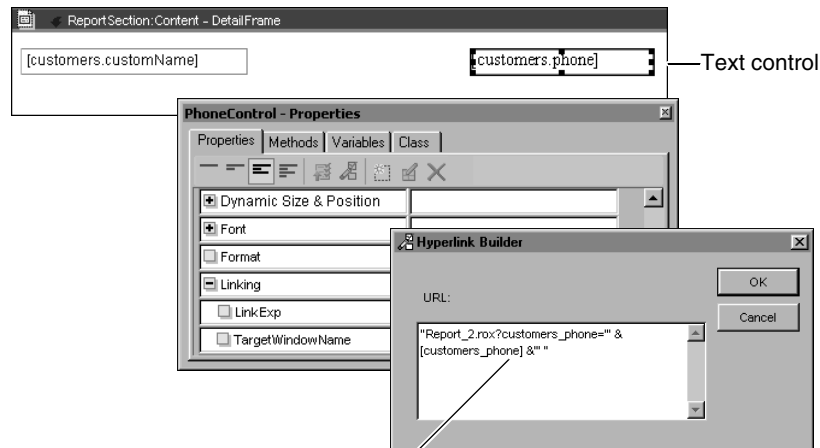 ReportSection:Content - DetailFrame
[customers.customName]
[customers.phone]
Text control
PhoneControl - Properties
Properties
Methods
Variables
Class
Dynamic Size & Position
Font
Format
Linking
LinkExp
TargetWindowName
Hyperlink Builder
URL:
OK
Cancel
"Report_2.rox?customers_phone='" &
[customers_phone] &"' "